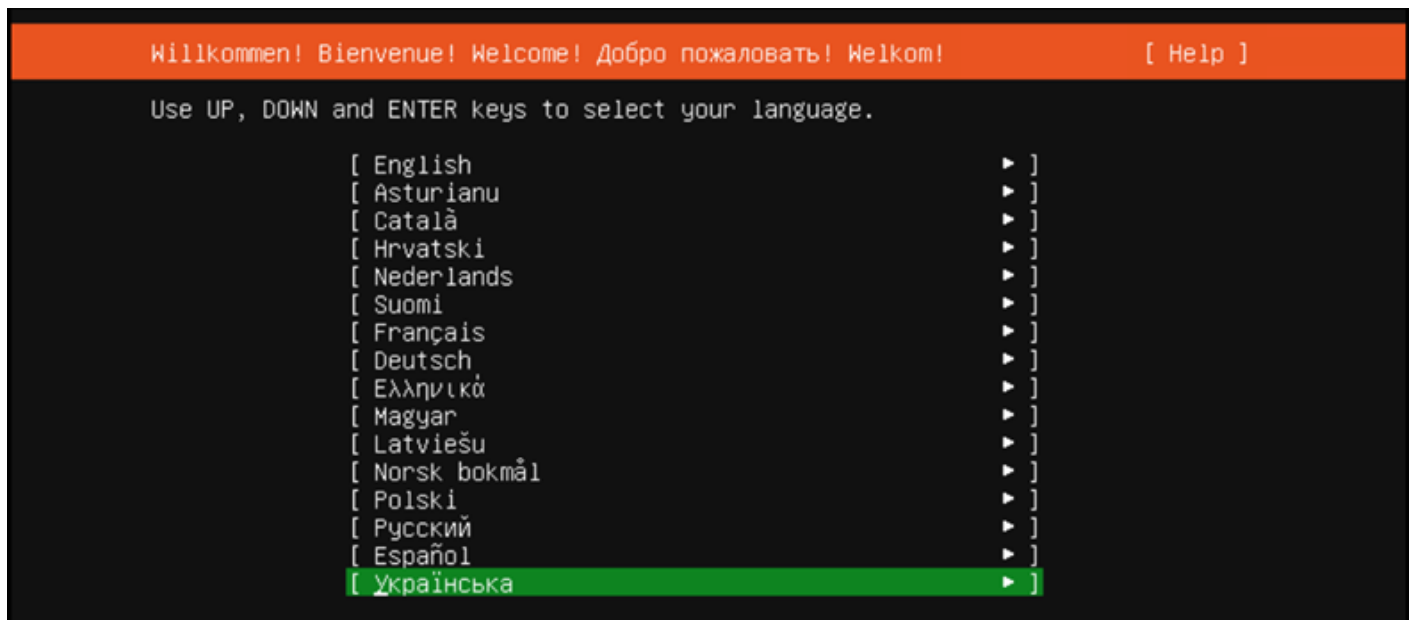 Willkommen! Bienvenue! Welcome! Добро пожаловать! Welkom! [ Help ]
Use UP, DOWN and ENTER keys to select your language.
[ English ► ]
[ Asturianu ► ]
[ Català ► ]
[ Hrvatski ► ]
[ Nederlands ► ]
[ Suomi ► ]
[ Français ► ]
[ Deutsch ► ]
[ Ελληνικά ► ]
[ Magyar ► ]
[ Latviešu ► ]
[ Norsk bokmål ► ]
[ Polski ► ]
[ Русский ► ]
[ Español ► ]
[ Українська ► ]